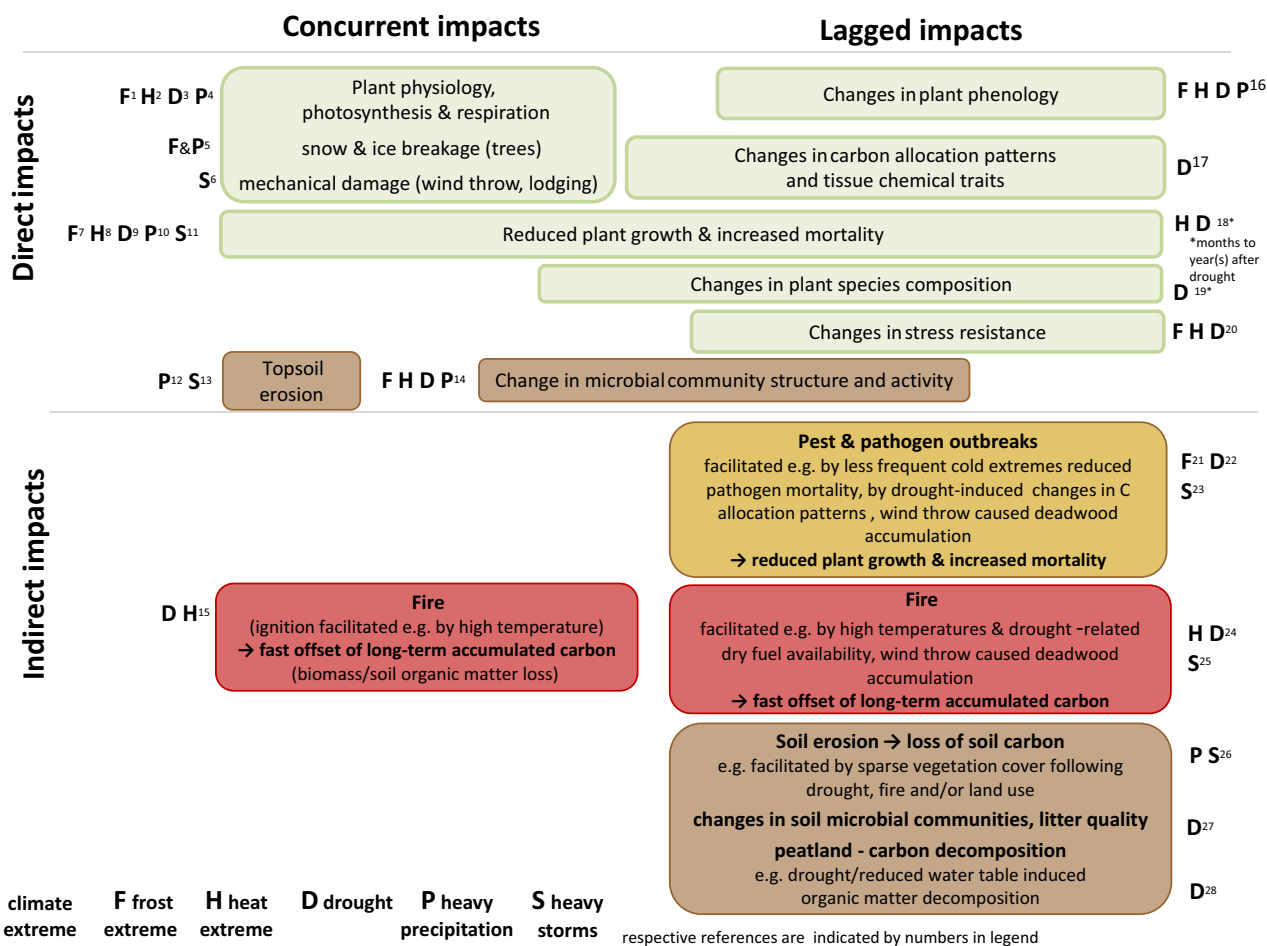 Concurrent impacts
Lagged impacts
Direct impacts
F1 H2 D3 P4
Plant physiology,
photosynthesis & respiration
F&P5
snow & ice breakage (trees)
S6
mechanical damage (wind throw, lodging)
Changes in plant phenology
F H D P16
Changes in carbon allocation patterns
and tissue chemical traits
D17
F7 H8 D9 P10 S11
Reduced plant growth & increased mortality
H D 18*
*months to
year(s) after
drought
Changes in plant species composition
D 19*
Changes in stress resistance
F H D20
P12 S13
Topsoil
erosion
F H D P14
Change in microbial community structure and activity
Indirect impacts
Pest & pathogen outbreaks
facilitated e.g. by less frequent cold extremes reduced
pathogen mortality, by drought-induced changes in C
allocation patterns , wind throw caused deadwood
accumulation
→ reduced plant growth & increased mortality
F21 D22
S23
D H15
Fire
(ignition facilitated e.g. by high temperature)
→ fast offset of long-term accumulated carbon
(biomass/soil organic matter loss)
Fire
facilitated e.g. by high temperatures & drought –related
dry fuel availability, wind throw caused deadwood
accumulation
→ fast offset of long-term accumulated carbon
H D24
S25
Soil erosion → loss of soil carbon
e.g. facilitated by sparse vegetation cover following
drought, fire and/or land use
P S26
changes in soil microbial communities, litter quality
D27
peatland - carbon decomposition
e.g. drought/reduced water table induced
organic matter decomposition
D28
climate
extreme
F frost
extreme
H heat
extreme
D drought
P heavy
precipitation
S heavy
storms
respective references are indicated by numbers in legend